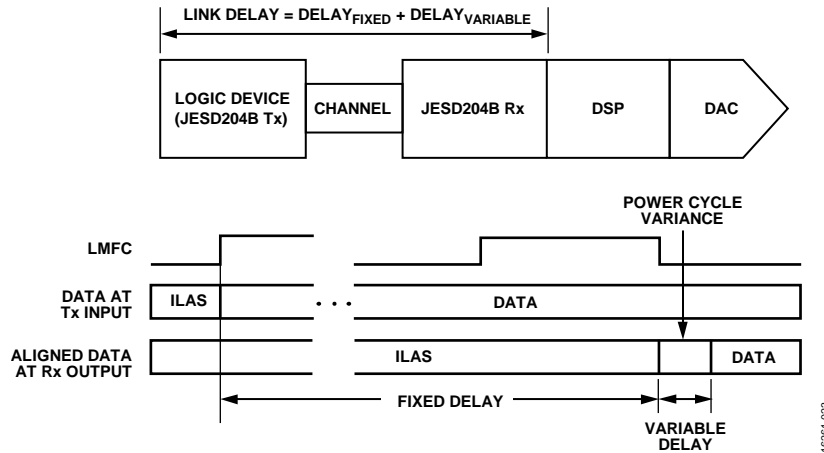 LINK DELAY = DELAYFIXED + DELAYVARIABLE
LOGIC DEVICE
(JESD204B Tx)
CHANNEL
JESD204B Rx
DSP
DAC
POWER CYCLE
VARIANCE
LMFC
DATA AT
Tx INPUT
ILAS
. . .
DATA
ALIGNED DATA
AT Rx OUTPUT
ILAS
DATA
FIXED DELAY
VARIABLE
DELAY